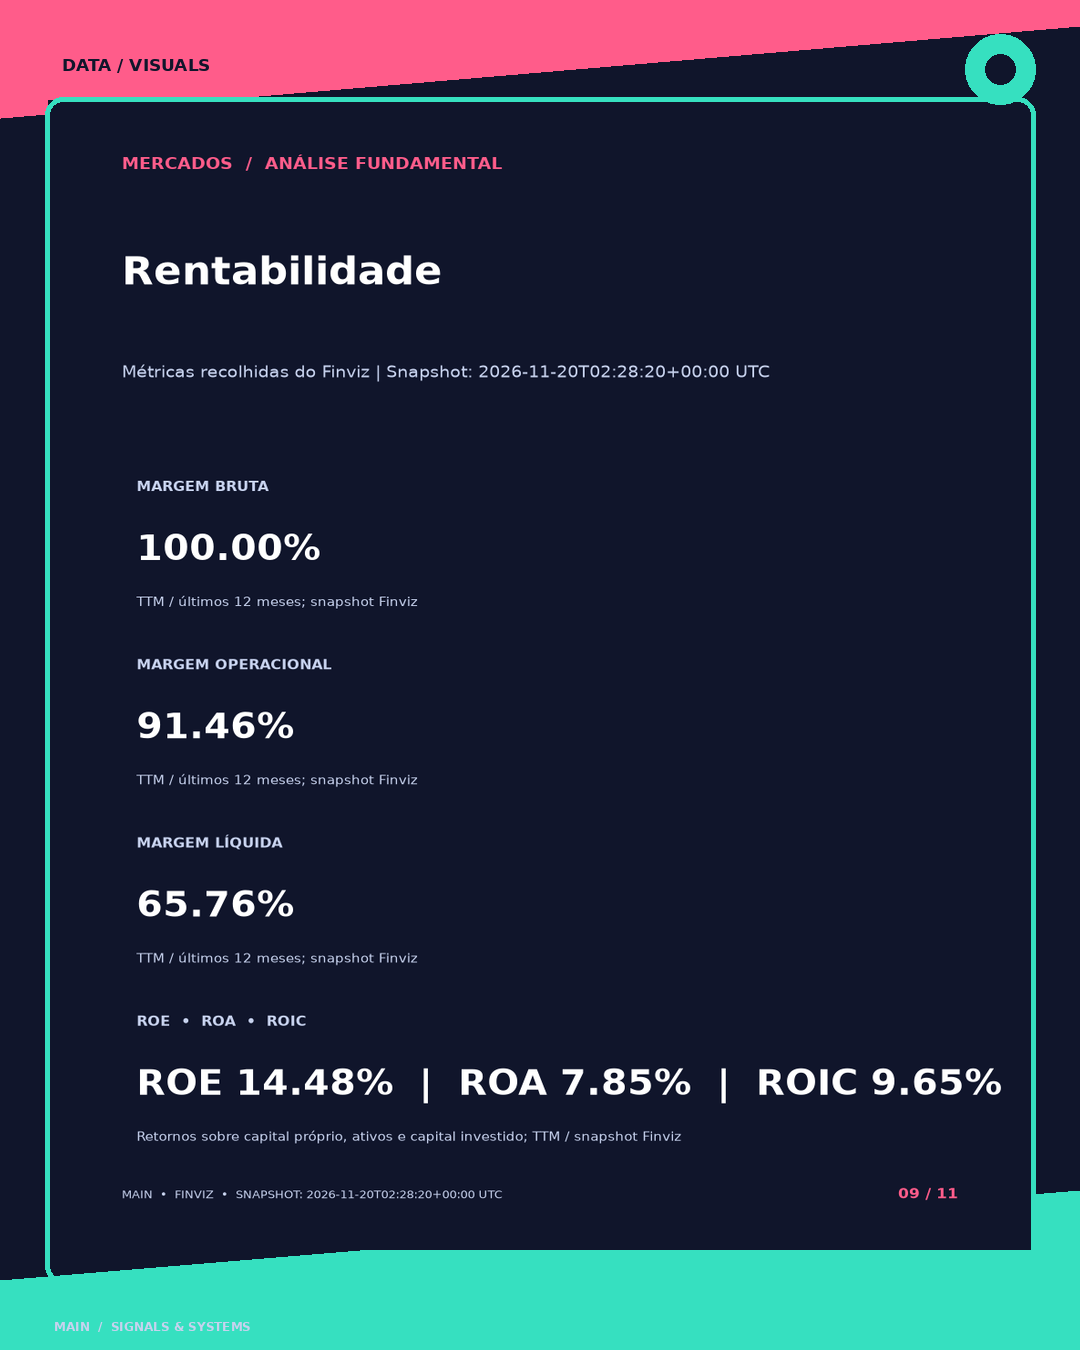 DATA / VISUALS
MERCADOS / ANÁLISE FUNDAMENTAL
Rentabilidade
Métricas recolhidas do Finviz | Snapshot: 2026-11-20T02:28:20+00:00 UTC
MARGEM BRUTA
100.00%
TTM / últimos 12 meses; snapshot Finviz
MARGEM OPERACIONAL
91.46%
TTM / últimos 12 meses; snapshot Finviz
MARGEM LÍQUIDA
65.76%
TTM / últimos 12 meses; snapshot Finviz
ROE • ROA • ROIC
ROE 14.48% | ROA 7.85% | ROIC 9.65%
Retornos sobre capital próprio, ativos e capital investido; TTM / snapshot Finviz
MAIN • FINVIZ • SNAPSHOT: 2026-11-20T02:28:20+00:00 UTC
09 / 11
MAIN / SIGNALS & SYSTEMS